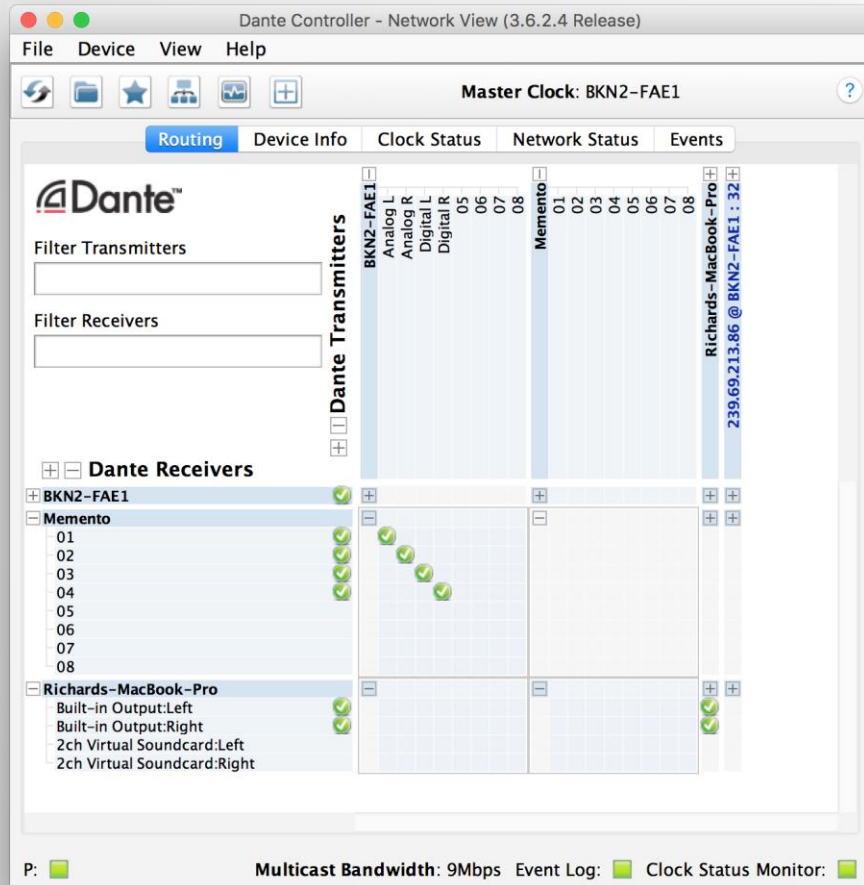 Dante Controller - Network View (3.6.2.4 Release)
File Device View Help
Master Clock: BKN2-FAE1
?
Routing Device Info Clock Status Network Status Events
Dante™
Filter Transmitters
Filter Receivers
Dante Transmitters
BKN2-FAE1
Analog L
Analog R
Digital L
Digital R
05
06
07
08
Memento
01
02
03
04
05
06
07
08
Richards-MacBook-Pro
239.69.213.86 @ BKN2-FAE1 : 32
Dante Receivers
BKN2-FAE1
Memento
01
02
03
04
05
06
07
08
Richards-MacBook-Pro
Built-in Output:Left
Built-in Output:Right
2ch Virtual Soundcard:Left
2ch Virtual Soundcard:Right
P: Multicast Bandwidth: 9Mbps Event Log: Clock Status Monitor: